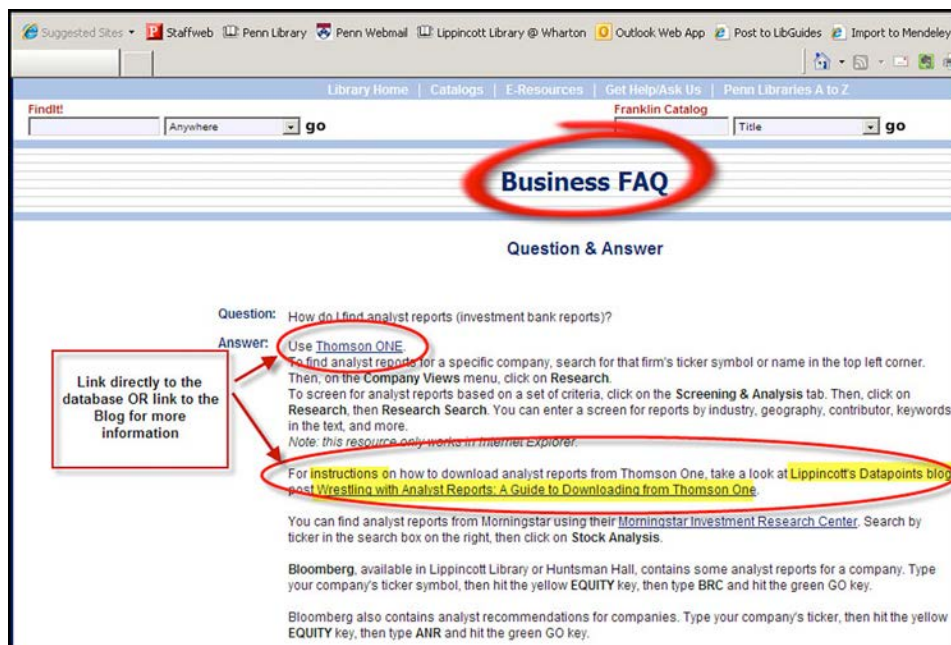 Suggested Sites Staffweb Penn Library Penn Webmail Lippincott Library @ Wharton Outlook Web App Post to LibGuides Import to Mendeley
Library Home | Catalogs | E-Resources | Get Help/Ask Us | Penn Libraries A to Z
FindIt! Franklin Catalog
Anywhere go Title go
Business FAQ
Question & Answer
Question: How do I find analyst reports (investment bank reports)?
Answer: Use Thomson ONE.
To find analyst reports for a specific company, search for that firm's ticker symbol or name in the top left corner.
Then, on the Company Views menu, click on Research.
To screen for analyst reports based on a set of criteria, click on the Screening & Analysis tab. Then, click on
Research, then Research Search. You can enter a screen for reports by industry, geography, contributor, keywords
in the text, and more.
Note: this resource only works in Internet Explorer.
Link directly to the
database OR link to the
Blog for more
information
For instructions on how to download analyst reports from Thomson One, take a look at Lippincott's Datapoints blog
post Wrestling with Analyst Reports: A Guide to Downloading from Thomson One.
You can find analyst reports from Morningstar using their Morningstar Investment Research Center. Search by
ticker in the search box on the right, then click on Stock Analysis.
Bloomberg, available in Lippincott Library or Huntsman Hall, contains some analyst reports for a company. Type
your company's ticker symbol, then hit the yellow EQUITY key, then type BRC and hit the green GO key.
Bloomberg also contains analyst recommendations for companies. Type your company's ticker, then hit the yellow
EQUITY key, then type ANR and hit the green GO key.